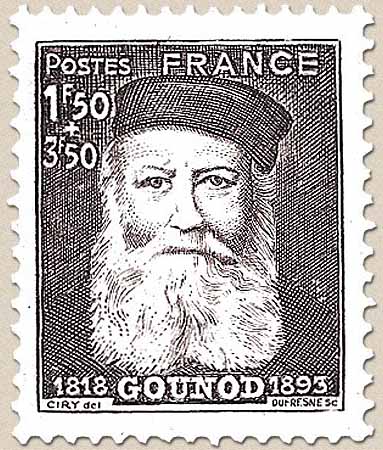 POSTES FRANCE
1F50
+
3F50
1818 GOUNOD 1893
CIRY del DUFRESNE SC